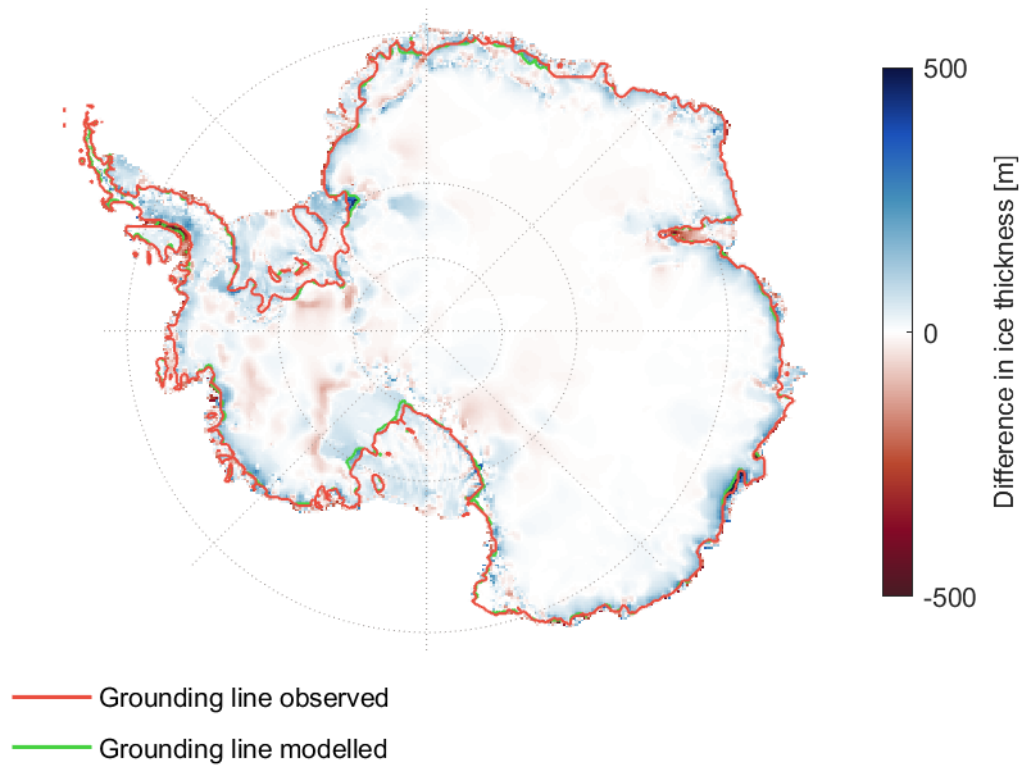 500
0
-500
Difference in ice thickness [m]
Grounding line observed
Grounding line modelled